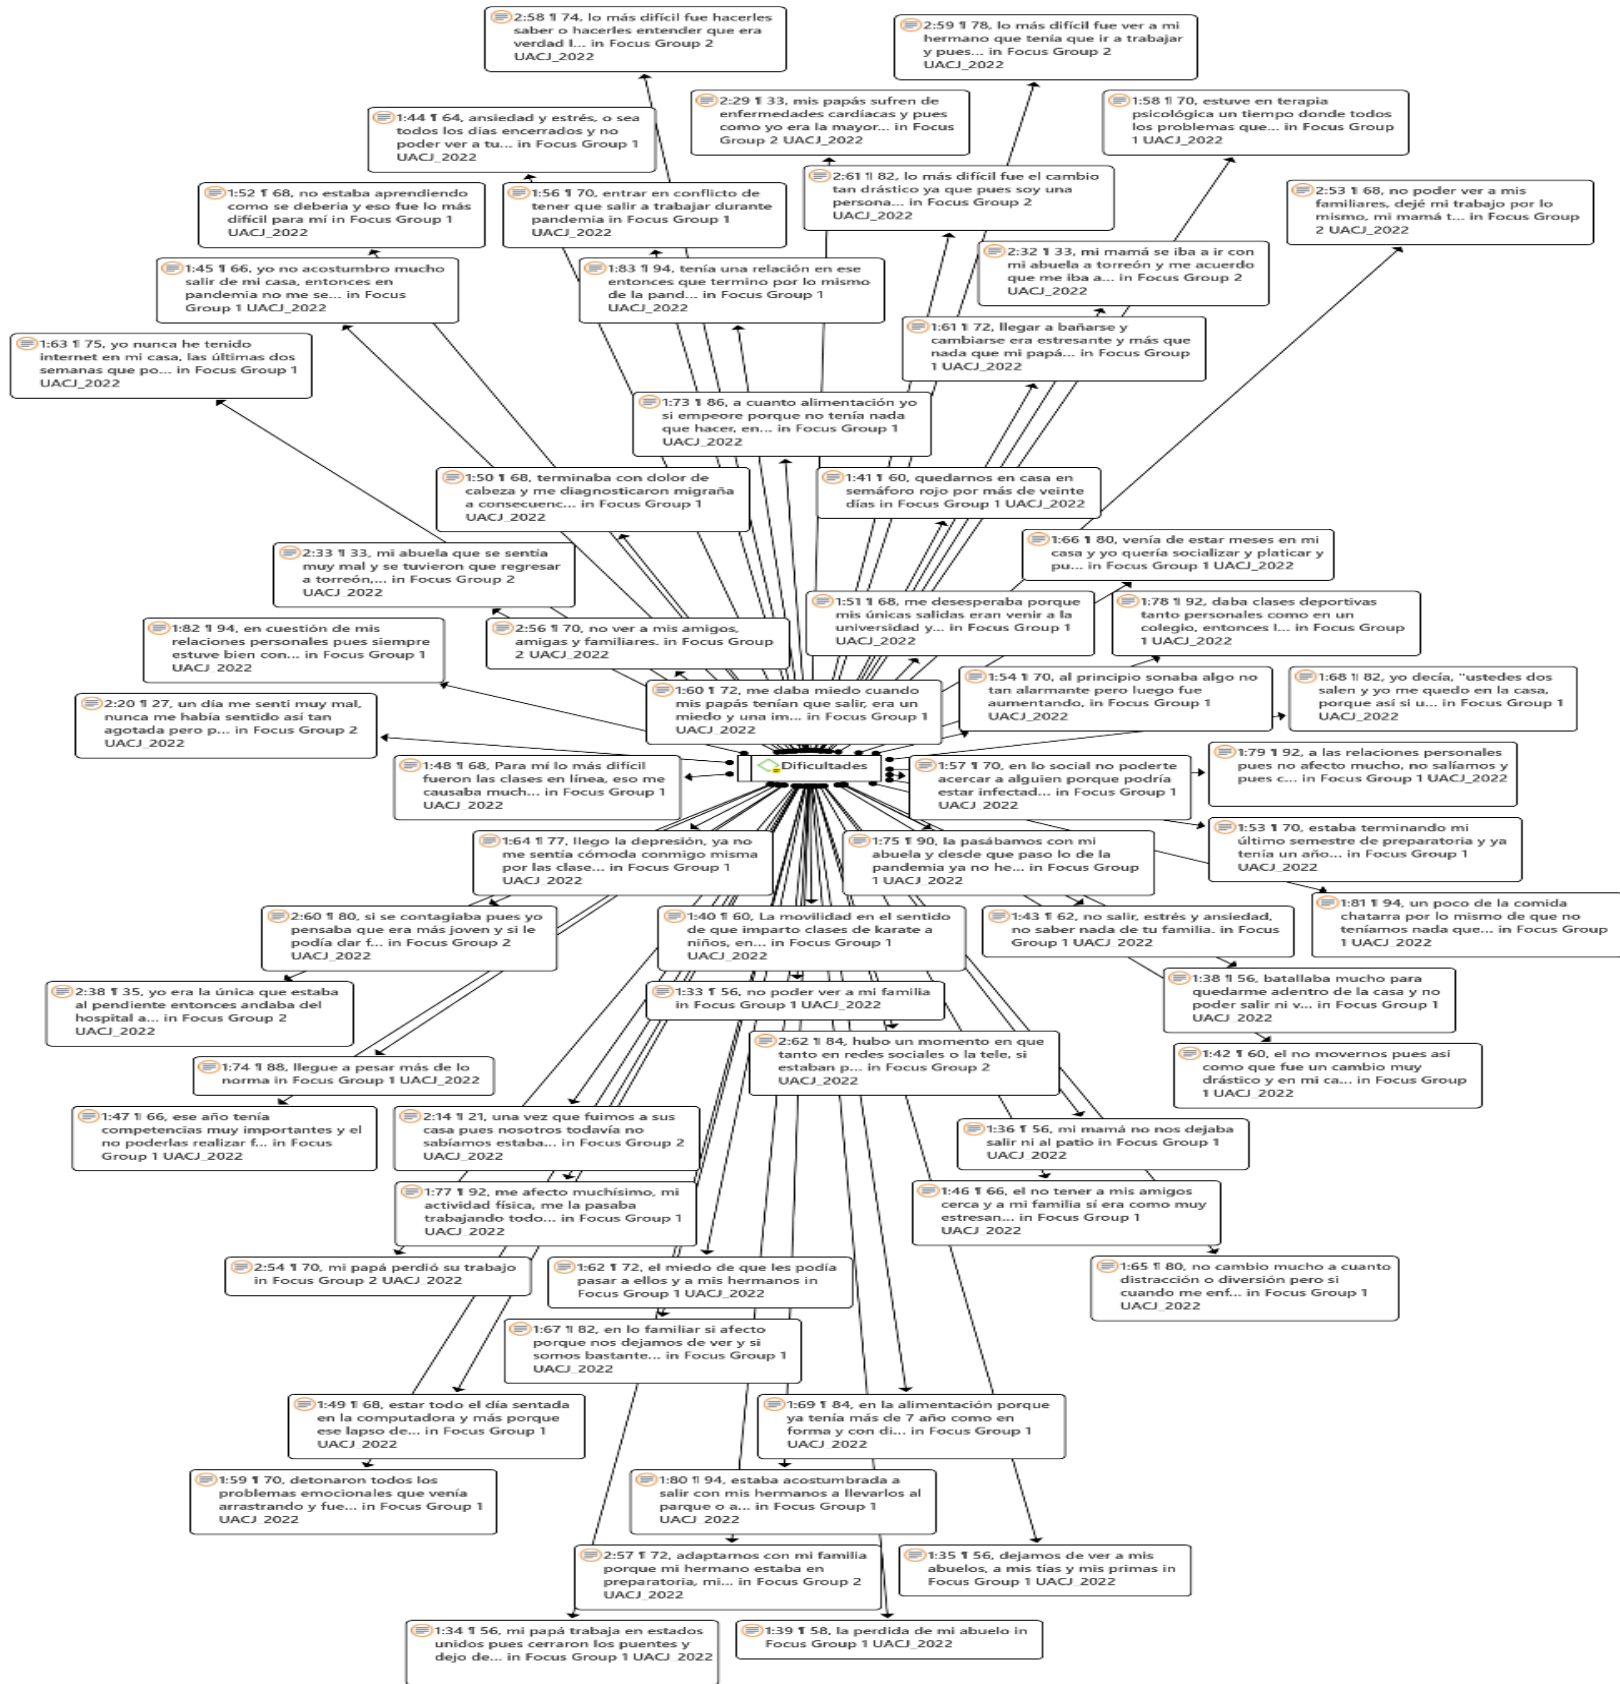 2:58 ¶ 74, lo más difícil fue hacerles
saber o hacerles entender que era
verdad l... in Focus Group 2
UACJ_2022
2:59 ¶ 78, lo más difícil fue ver a mi
hermano que tenía que ir a trabajar
y pues... in Focus Group 2
UACJ_2022
2:29 ¶ 33, mis papás sufren de
enfermedades cardíacas y pues
como yo era la mayor... in Focus
Group 2 UACJ_2022
1:58 ¶ 70, estuve en terapia
psicológica un tiempo donde todos
los problemas que... in Focus Group
1 UACJ_2022
1:44 ¶ 64, ansiedad y estrés, o sea
todos los días encerrados y no
poder ver a tu... in Focus Group 1
UACJ_2022
2:61 ¶ 82, lo más difícil fue el cambio
tan drástico ya que pues soy una
persona... in Focus Group 2
UACJ_2022
1:52 ¶ 68, no estaba aprendiendo
como se debería y eso fue lo más
difícil para mí in Focus Group 1
UACJ_2022
1:56 ¶ 70, entrar en conflicto de
tener que salir a trabajar durante
pandemia in Focus Group 1
UACJ_2022
2:53 ¶ 68, no poder ver a mis
familiares, dejé mi trabajo por lo
mismo, mi mamá t... in Focus Group
2 UACJ_2022
2:32 ¶ 33, mi mamá se iba a ir con
mi abuela a torreón y me acuerdo
que me iba a... in Focus Group 2
UACJ_2022
1:45 ¶ 66, yo no acostumbro mucho
salir de mi casa, entonces en
pandemia no me se... in Focus
Group 1 UACJ_2022
1:83 ¶ 94, tenía una relación en ese
entonces que termino por lo mismo
de la pand... in Focus Group 1
UACJ_2022
1:61 ¶ 72, llegar a bañarse y
cambiarse era estresante y más que
nada que mi papá... in Focus Group
1 UACJ_2022
1:63 ¶ 75, yo nunca he tenido
internet en mi casa, las últimas dos
semanas que po... in Focus Group 1
UACJ_2022
1:73 ¶ 86, a cuanto alimentación yo
si empeore porque no tenía nada
que hacer, en... in Focus Group 1
UACJ_2022
1:50 ¶ 68, terminaba con dolor de
cabeza y me diagnosticaron migraña
a consecuenc... in Focus Group 1
UACJ_2022
1:41 ¶ 60, quedarnos en casa en
semáforo rojo por más de veinte
días in Focus Group 1 UACJ_2022
1:66 ¶ 80, venía de estar meses en mi
casa y yo quería socializar y platicar y
pu... in Focus Group 1 UACJ_2022
2:33 ¶ 33, mi abuela que se sentía
muy mal y se tuvieron que regresar
a torreón,... in Focus Group 2
UACJ_2022
1:51 ¶ 68, me desesperaba porque
mis únicas salidas eran venir a la
universidad y... in Focus Group 1
UACJ_2022
1:78 ¶ 92, daba clases deportivas
tanto personales como en un
colegio, entonces l... in Focus Group
1 UACJ_2022
1:82 ¶ 94, en cuestión de mis
relaciones personales pues siempre
estuve bien con... in Focus Group 1
UACJ_2022
2:56 ¶ 70, no ver a mis amigos,
amigas y familiares. in Focus Group
2 UACJ_2022
1:54 ¶ 70, al principio sonaba algo no
tan alarmante pero luego fue
aumentando, in Focus Group 1
UACJ_2022
1:68 ¶ 82, yo decía, "ustedes dos
salen y yo me quedo en la casa,
porque así si u... in Focus Group 1
UACJ_2022
1:60 ¶ 72, me daba miedo cuando
mis papás tenían que salir, era un
miedo y una im... in Focus Group 1
UACJ_2022
2:20 ¶ 27, un día me senti muy mal,
nunca me había sentido así tan
agotada pero p... in Focus Group 2
UACJ_2022
1:48 ¶ 68, Para mí lo más difícil
fueron las clases en línea, eso me
causaba much... in Focus Group 1
UACJ_2022
Dificultades
1:57 ¶ 70, en lo social no poderte
acercar a alguien porque podría
estar infectad... in Focus Group 1
UACJ_2022
1:79 ¶ 92, a las relaciones personales
pues no afecto mucho, no salíamos y
pues c... in Focus Group 1 UACJ_2022
1:64 ¶ 77, llego la depresión, ya no
me sentía cómoda conmigo misma
por las clase... in Focus Group 1
UACJ_2022
1:75 ¶ 90, la pasábamos con mi
abuela y desde que paso lo de la
pandemia ya no he... in Focus Group
1 UACJ_2022
1:53 ¶ 70, estaba terminando mi
último semestre de preparatoria y ya
tenía un año... in Focus Group 1
UACJ_2022
2:60 ¶ 80, si se contagiaba pues yo
pensaba que era más joven y si le
podía dar f... in Focus Group 2
UACJ_2022
1:40 ¶ 60, La movilidad en el sentido
de que imparto clases de karate a
niños, en... in Focus Group 1
UACJ_2022
1:43 ¶ 62, no salir, estrés y ansiedad,
no saber nada de tu familia. in Focus
Group 1 UACJ_2022
1:81 ¶ 94, un poco de la comida
chatarra por lo mismo de que no
teníamos nada que... in Focus Group
1 UACJ_2022
2:38 ¶ 35, yo era la única que estaba
al pendiente entonces andaba del
hospital a... in Focus Group 2
UACJ_2022
1:33 ¶ 56, no poder ver a mi familia
in Focus Group 1 UACJ_2022
1:38 ¶ 56, batallaba mucho para
quedarme adentro de la casa y no
poder salir ni v... in Focus Group 1
UACJ_2022
2:62 ¶ 84, hubo un momento en que
tanto en redes sociales o la tele, si
estaban p... in Focus Group 2
UACJ_2022
1:74 ¶ 88, llegue a pesar más de lo
norma in Focus Group 1 UACJ_2022
1:42 ¶ 60, el no movernos pues asi
como que fue un cambio muy
drástico y en mi ca... in Focus Group
1 UACJ_2022
1:47 ¶ 66, ese año tenía
competencias muy importantes y el
no poderlas realizar f... in Focus
Group 1 UACJ_2022
2:14 ¶ 21, una vez que fuimos a sus
casa pues nosotros todavía no
sabíamos estaba... in Focus Group 2
UACJ_2022
1:36 ¶ 56, mi mamá no nos dejaba
salir ni al patio in Focus Group 1
UACJ_2022
1:77 ¶ 92, me afecto muchísimo, mi
actividad física, me la pasaba
trabajando todo... in Focus Group 1
UACJ_2022
1:46 ¶ 66, el no tener a mis amigos
cerca y a mi familia sí era como muy
estresan... in Focus Group 1
UACJ_2022
2:54 ¶ 70, mi papá perdió su trabajo
in Focus Group 2 UACJ_2022
1:62 ¶ 72, el miedo de que les podía
pasar a ellos y a mis hermanos in
Focus Group 1 UACJ_2022
1:65 ¶ 80, no cambio mucho a cuanto
distracción o diversión pero si
cuando me enf... in Focus Group 1
UACJ_2022
1:67 ¶ 82, en lo familiar si afecto
porque nos dejamos de ver y si
somos bastante... in Focus Group 1
UACJ_2022
1:49 ¶ 68, estar todo el día sentada
en la computadora y más porque
ese lapso de... in Focus Group 1
UACJ_2022
1:69 ¶ 84, en la alimentación porque
ya tenía más de 7 año como en
forma y con di... in Focus Group 1
UACJ_2022
1:59 ¶ 70, detonaron todos los
problemas emocionales que venía
arrastrando y fue... in Focus Group 1
UACJ_2022
1:80 ¶ 94, estaba acostumbrada a
salir con mis hermanos a llevarlos al
parque o a... in Focus Group 1
UACJ_2022
2:57 ¶ 72, adaptarnos con mi familia
porque mi hermano estaba en
preparatoria, mi... in Focus Group 2
UACJ_2022
1:35 ¶ 56, dejamos de ver a mis
abuelos, a mis tías y mis primas in
Focus Group 1 UACJ_2022
1:34 ¶ 56, mi papá trabaja en estados
unidos pues cerraron los puentes y
dejo de... in Focus Group 1 UACJ_2022
1:39 ¶ 58, la perdida de mi abuelo in
Focus Group 1 UACJ_2022